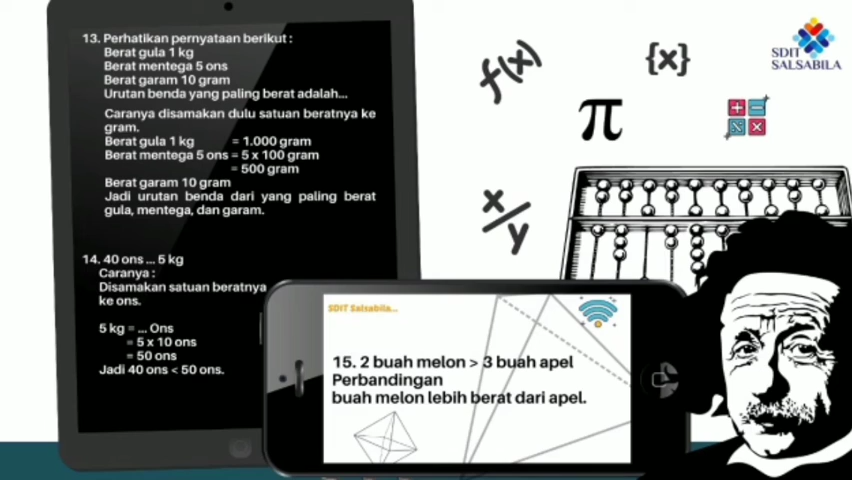 13. Perhatikan pernyataan berikut :
Berat gula 1 kg
Berat mentega 5 ons
Berat garam 10 gram
Urutan benda yang paling berat adalah...
Caranya disamakan dulu satuan beratnya ke
gram.
Berat gula 1 kg = 1.000 gram
Berat mentega 5 ons = 5 x 100 gram
= 500 gram
Berat garam 10 gram
Jadi urutan benda dari yang paling berat
gula, mentega, dan garam.
14. 40 ons ... 5 kg
Caranya :
Disamakan satuan beratnya
ke ons.
5 kg = ... Ons
= 5 x 10 ons
= 50 ons
Jadi 40 ons < 50 ons.
SDIT Salsabila...
15. 2 buah melon > 3 buah apel
Perbandingan
buah melon lebih berat dari apel.
f(x)
{x}
π
+ −
% ×
x/y
SDIT
SALSABILA